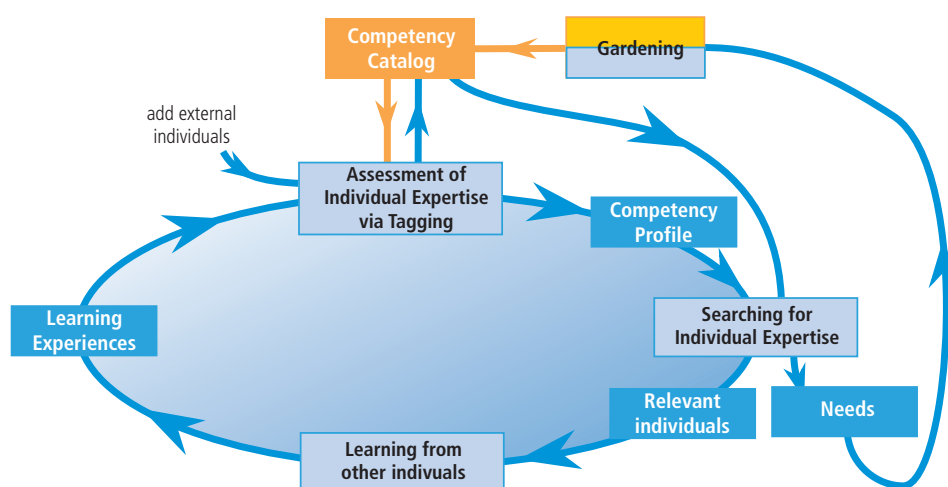 Competency
Catalog
Gardening
add external
individuals
Assessment of
Individual Expertise
via Tagging
Competency
Profile
Learning
Experiences
Searching for
Individual Expertise
Relevant
individuals
Needs
Learning from
other indivuals